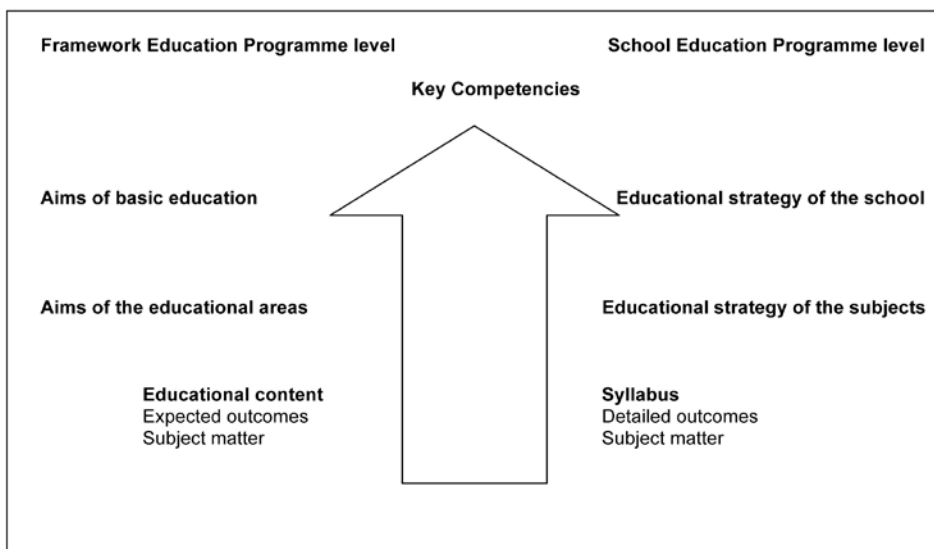 Framework Education Programme level
School Education Programme level
Key Competencies
Aims of basic education
Educational strategy of the school
Aims of the educational areas
Educational strategy of the subjects
Educational content
Expected outcomes
Subject matter
Syllabus
Detailed outcomes
Subject matter